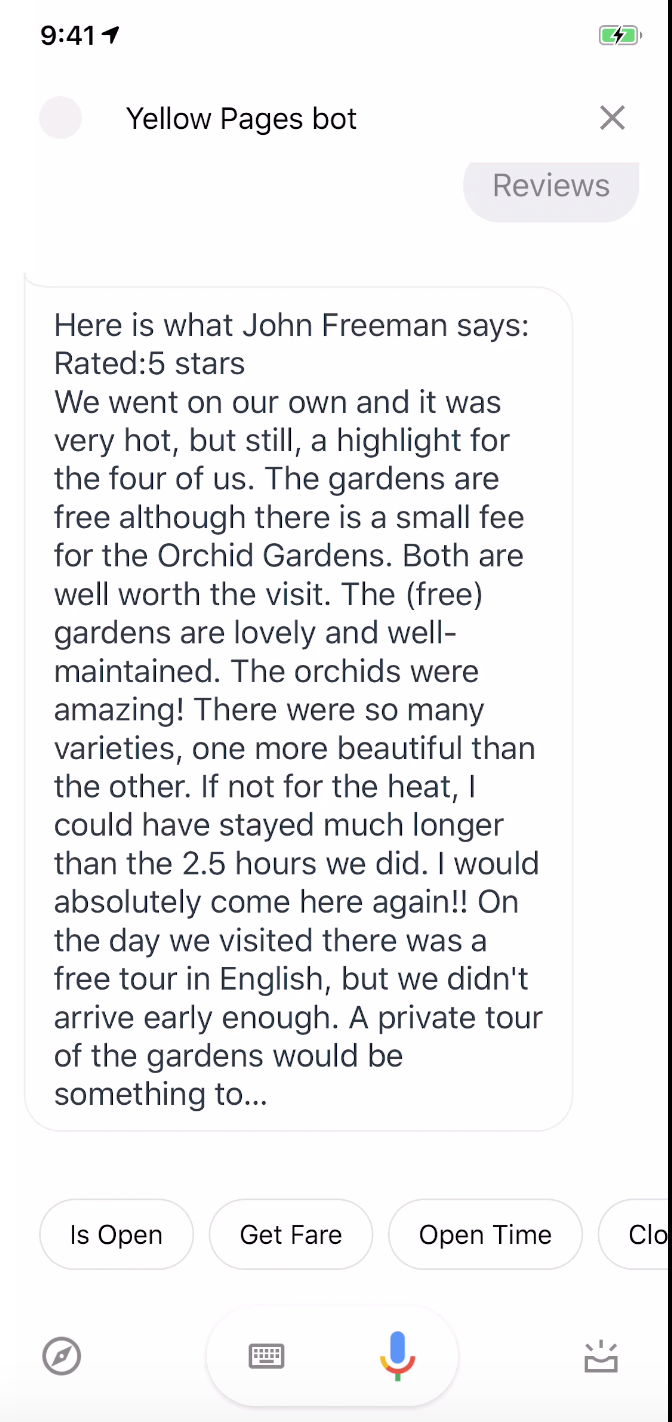 9:41
Yellow Pages bot
Reviews
Here is what John Freeman says:
Rated:5 stars
We went on our own and it was
very hot, but still, a highlight for
the four of us. The gardens are
free although there is a small fee
for the Orchid Gardens. Both are
well worth the visit. The (free)
gardens are lovely and well-
maintained. The orchids were
amazing! There were so many
varieties, one more beautiful than
the other. If not for the heat, I
could have stayed much longer
than the 2.5 hours we did. I would
absolutely come here again!! On
the day we visited there was a
free tour in English, but we didn't
arrive early enough. A private tour
of the gardens would be
something to...
Is Open
Get Fare
Open Time
Clo